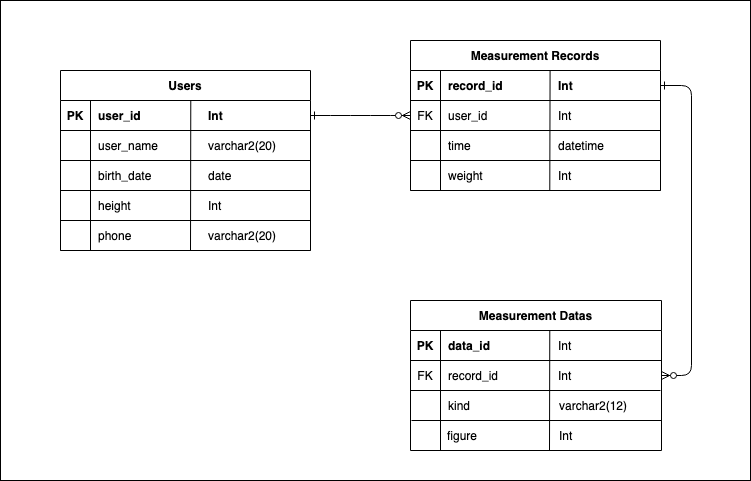 Users
PK user_id Int
user_name varchar2(20)
birth_date date
height Int
phone varchar2(20)
Measurement Records
PK record_id Int
FK user_id Int
time datetime
weight Int
Measurement Datas
PK data_id Int
FK record_id Int
kind varchar2(12)
figure Int